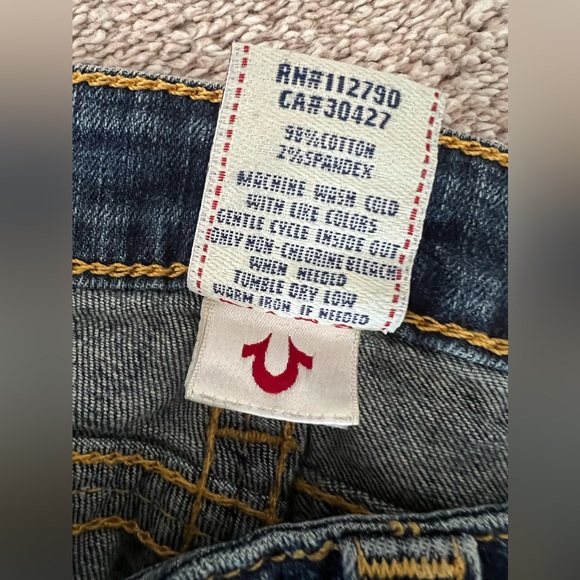 RN#112790
CA#30427
98%COTTON
2%SPANDEX
MACHINE WASH COLD
WITH LIKE COLORS
GENTLE CYCLE INSIDE OUT
ONLY NON-CHLORINE BLEACH
WHEN NEEDED
TUMBLE DRY LOW
WARM IRON IF NEEDED